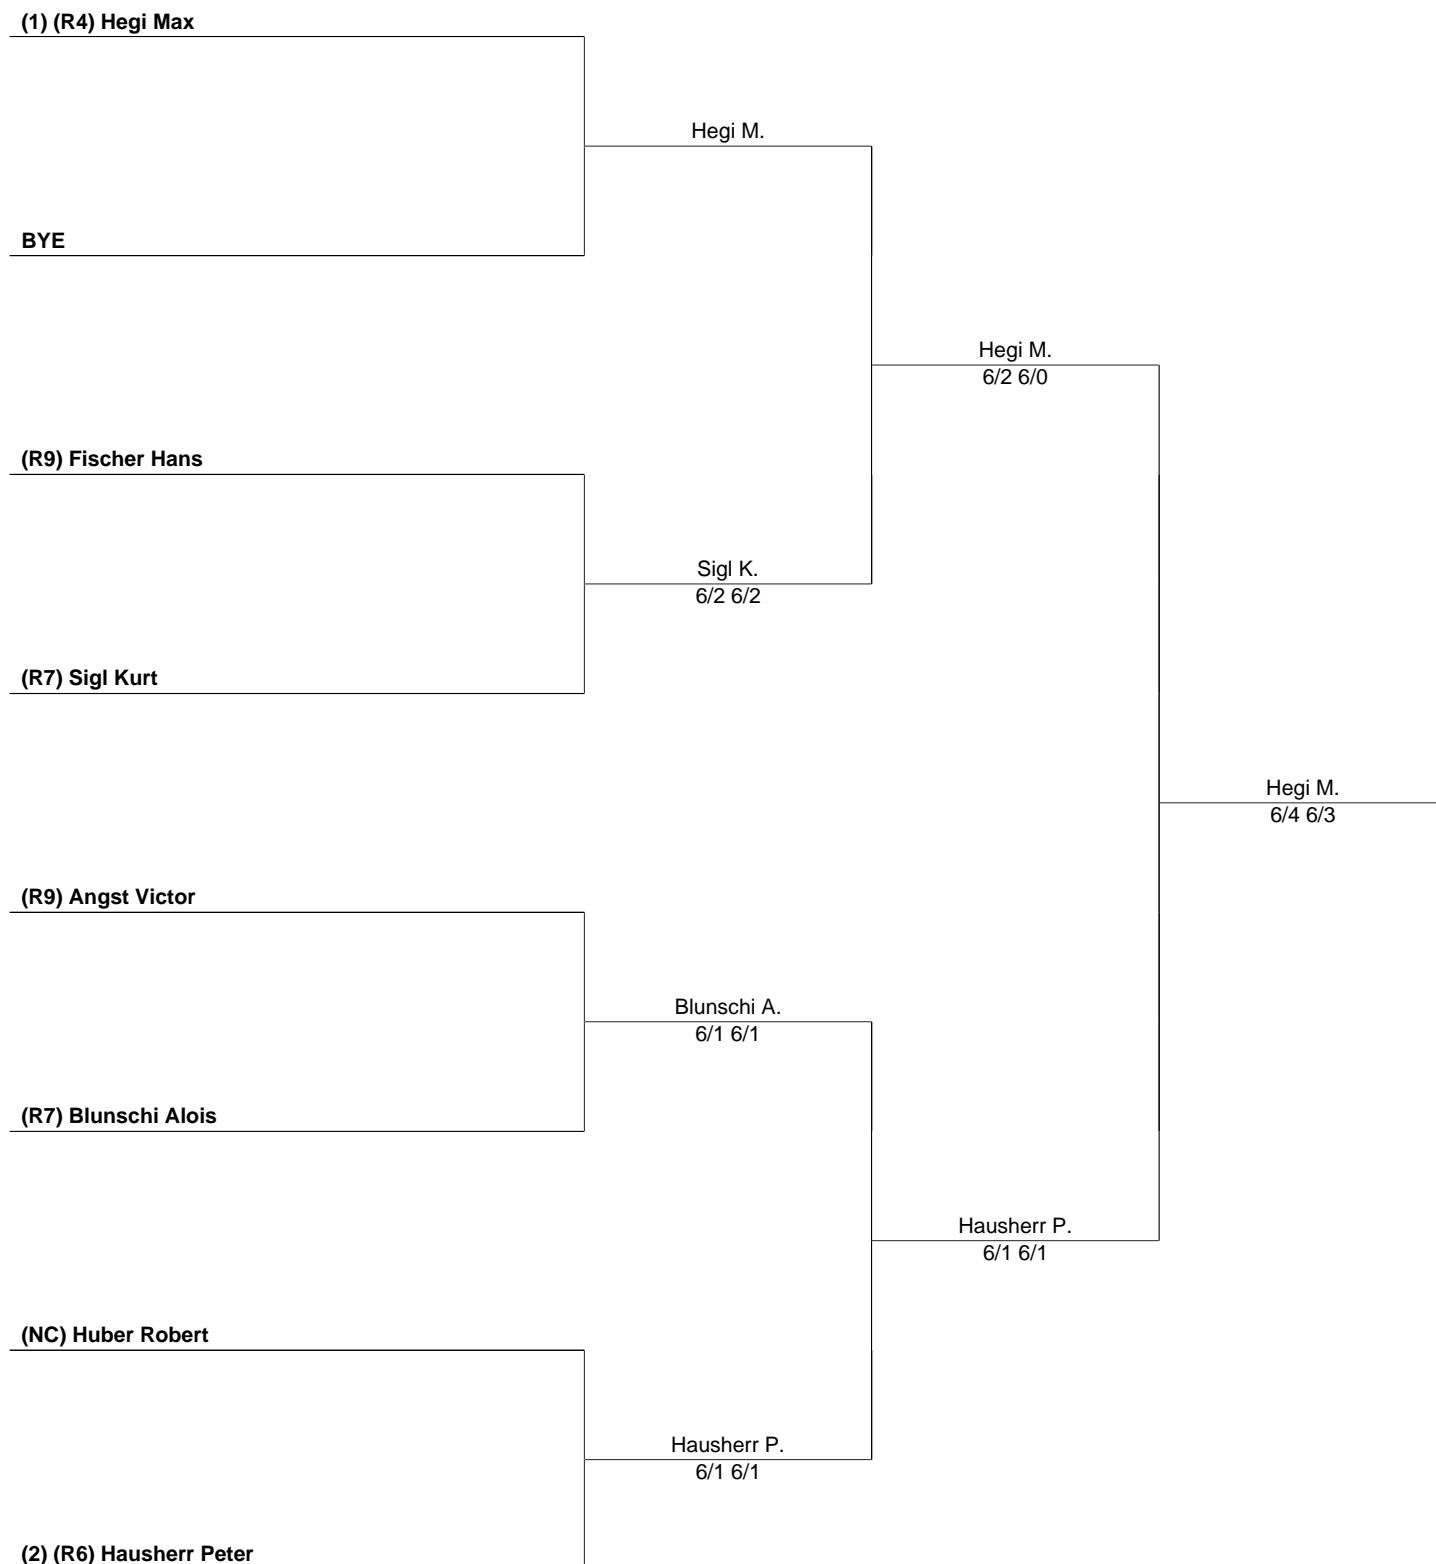 (1) (R4) Hegi Max
Hegi M.
BYE
Hegi M.
6/2 6/0
(R9) Fischer Hans
Sigl K.
6/2 6/2
(R7) Sigl Kurt
Hegi M.
6/4 6/3
(R9) Angst Victor
Blunschi A.
6/1 6/1
(R7) Blunschi Alois
Hausherr P.
6/1 6/1
(NC) Huber Robert
Hausherr P.
6/1 6/1
(2) (R6) Hausherr Peter